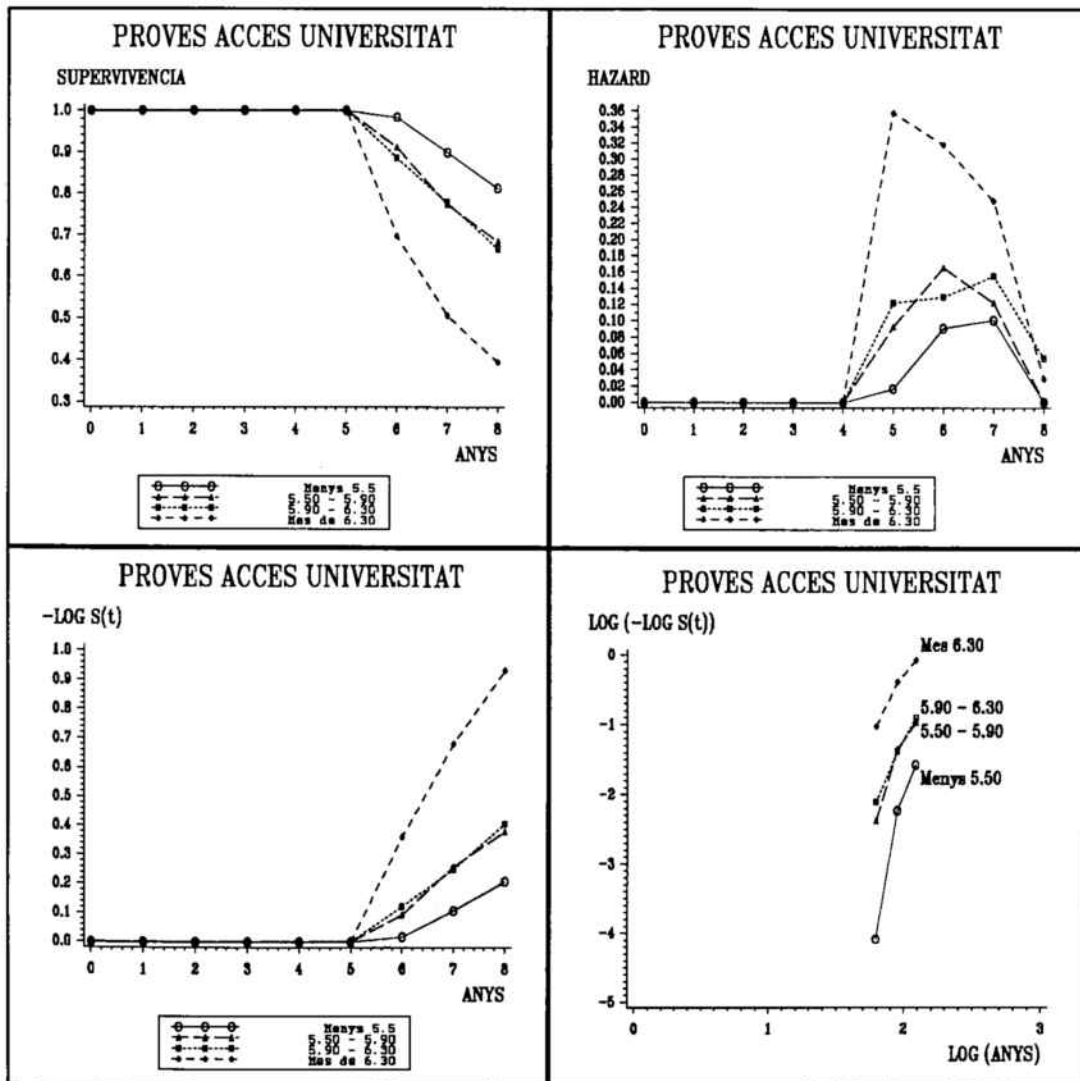 PROVES ACCES UNIVERSITAT
SUPERVIVENCIA
1.0
0.9
0.8
0.7
0.6
0.5
0.4
0.3
0 1 2 3 4 5 6 7 8
ANYS
Menys 5.5
5.50 - 5.90
5.90 - 6.30
Mes de 6.30
PROVES ACCES UNIVERSITAT
HAZARD
0.36
0.34
0.32
0.30
0.28
0.26
0.24
0.22
0.20
0.18
0.16
0.14
0.12
0.10
0.08
0.06
0.04
0.02
0.00
0 1 2 3 4 5 6 7 8
ANYS
Menys 5.5
5.50 - 5.90
5.90 - 6.30
Mes de 6.30
PROVES ACCES UNIVERSITAT
-LOG S(t)
1.0
0.9
0.8
0.7
0.6
0.5
0.4
0.3
0.2
0.1
0.0
0 1 2 3 4 5 6 7 8
ANYS
Menys 5.5
5.50 - 5.90
5.90 - 6.30
Mes de 6.30
PROVES ACCES UNIVERSITAT
LOG (-LOG S(t))
0
-1
-2
-3
-4
-5
Mes 6.30
5.90 - 6.30
5.50 - 5.90
Menys 5.50
0 1 2 3
LOG (ANYS)